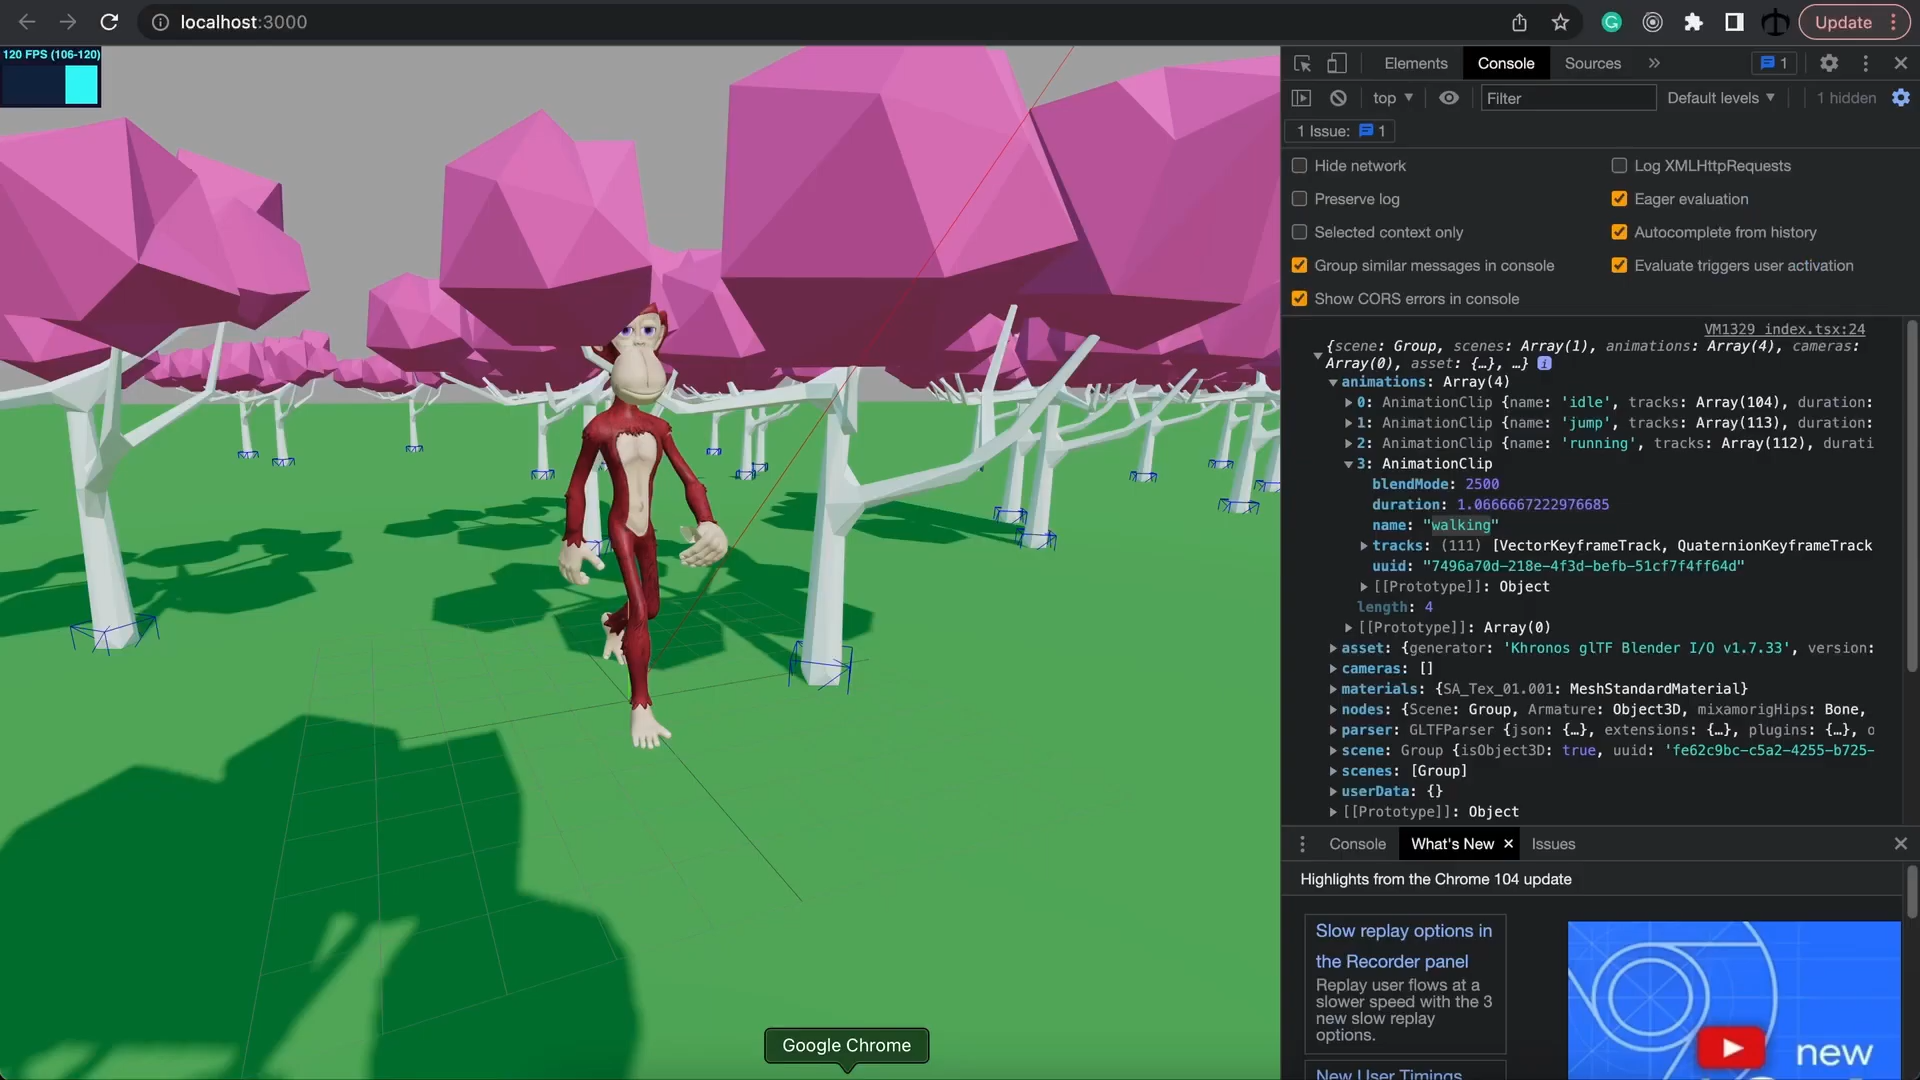 localhost:3000
Update
120 FPS (106-120)
Elements
Console
Sources
»
1
top
Filter
Default levels
1 hidden
1 Issue:
1
Hide network
Log XMLHttpRequests
Preserve log
Eager evaluation
Selected context only
Autocomplete from history
Group similar messages in console
Evaluate triggers user activation
Show CORS errors in console
VM1329 index.tsx:24
{scene: Group, scenes: Array(1), animations: Array(4), cameras:
Array(0), asset: {…}, …} i
animations: Array(4)
0: AnimationClip {name: 'idle', tracks: Array(104), duration:
1: AnimationClip {name: 'jump', tracks: Array(113), duration:
2: AnimationClip {name: 'running', tracks: Array(112), durati
3: AnimationClip
blendMode: 2500
duration: 1.0666667222976685
name: "walking"
tracks: (111) [VectorKeyframeTrack, QuaternionKeyframeTrack
uuid: "7496a70d-218e-4f3d-befb-51cf7f4ff64d"
[[Prototype]]: Object
length: 4
[[Prototype]]: Array(0)
asset: {generator: 'Khronos glTF Blender I/O v1.7.33', version:
cameras: []
materials: {SA_Tex_01.001: MeshStandardMaterial}
nodes: {Scene: Group, Armature: Object3D, mixamorigHips: Bone,
parser: GLTFParser {json: {…}, extensions: {…}, plugins: {…}, o
scene: Group {isObject3D: true, uuid: 'fe62c9bc-c5a2-4255-b725-
scenes: [Group]
userData: {}
[[Prototype]]: Object
Console
What's New
Issues
Highlights from the Chrome 104 update
Slow replay options in
the Recorder panel
Replay user flows at a
slower speed with the 3
new slow replay
options.
New User Timings
new
Google Chrome